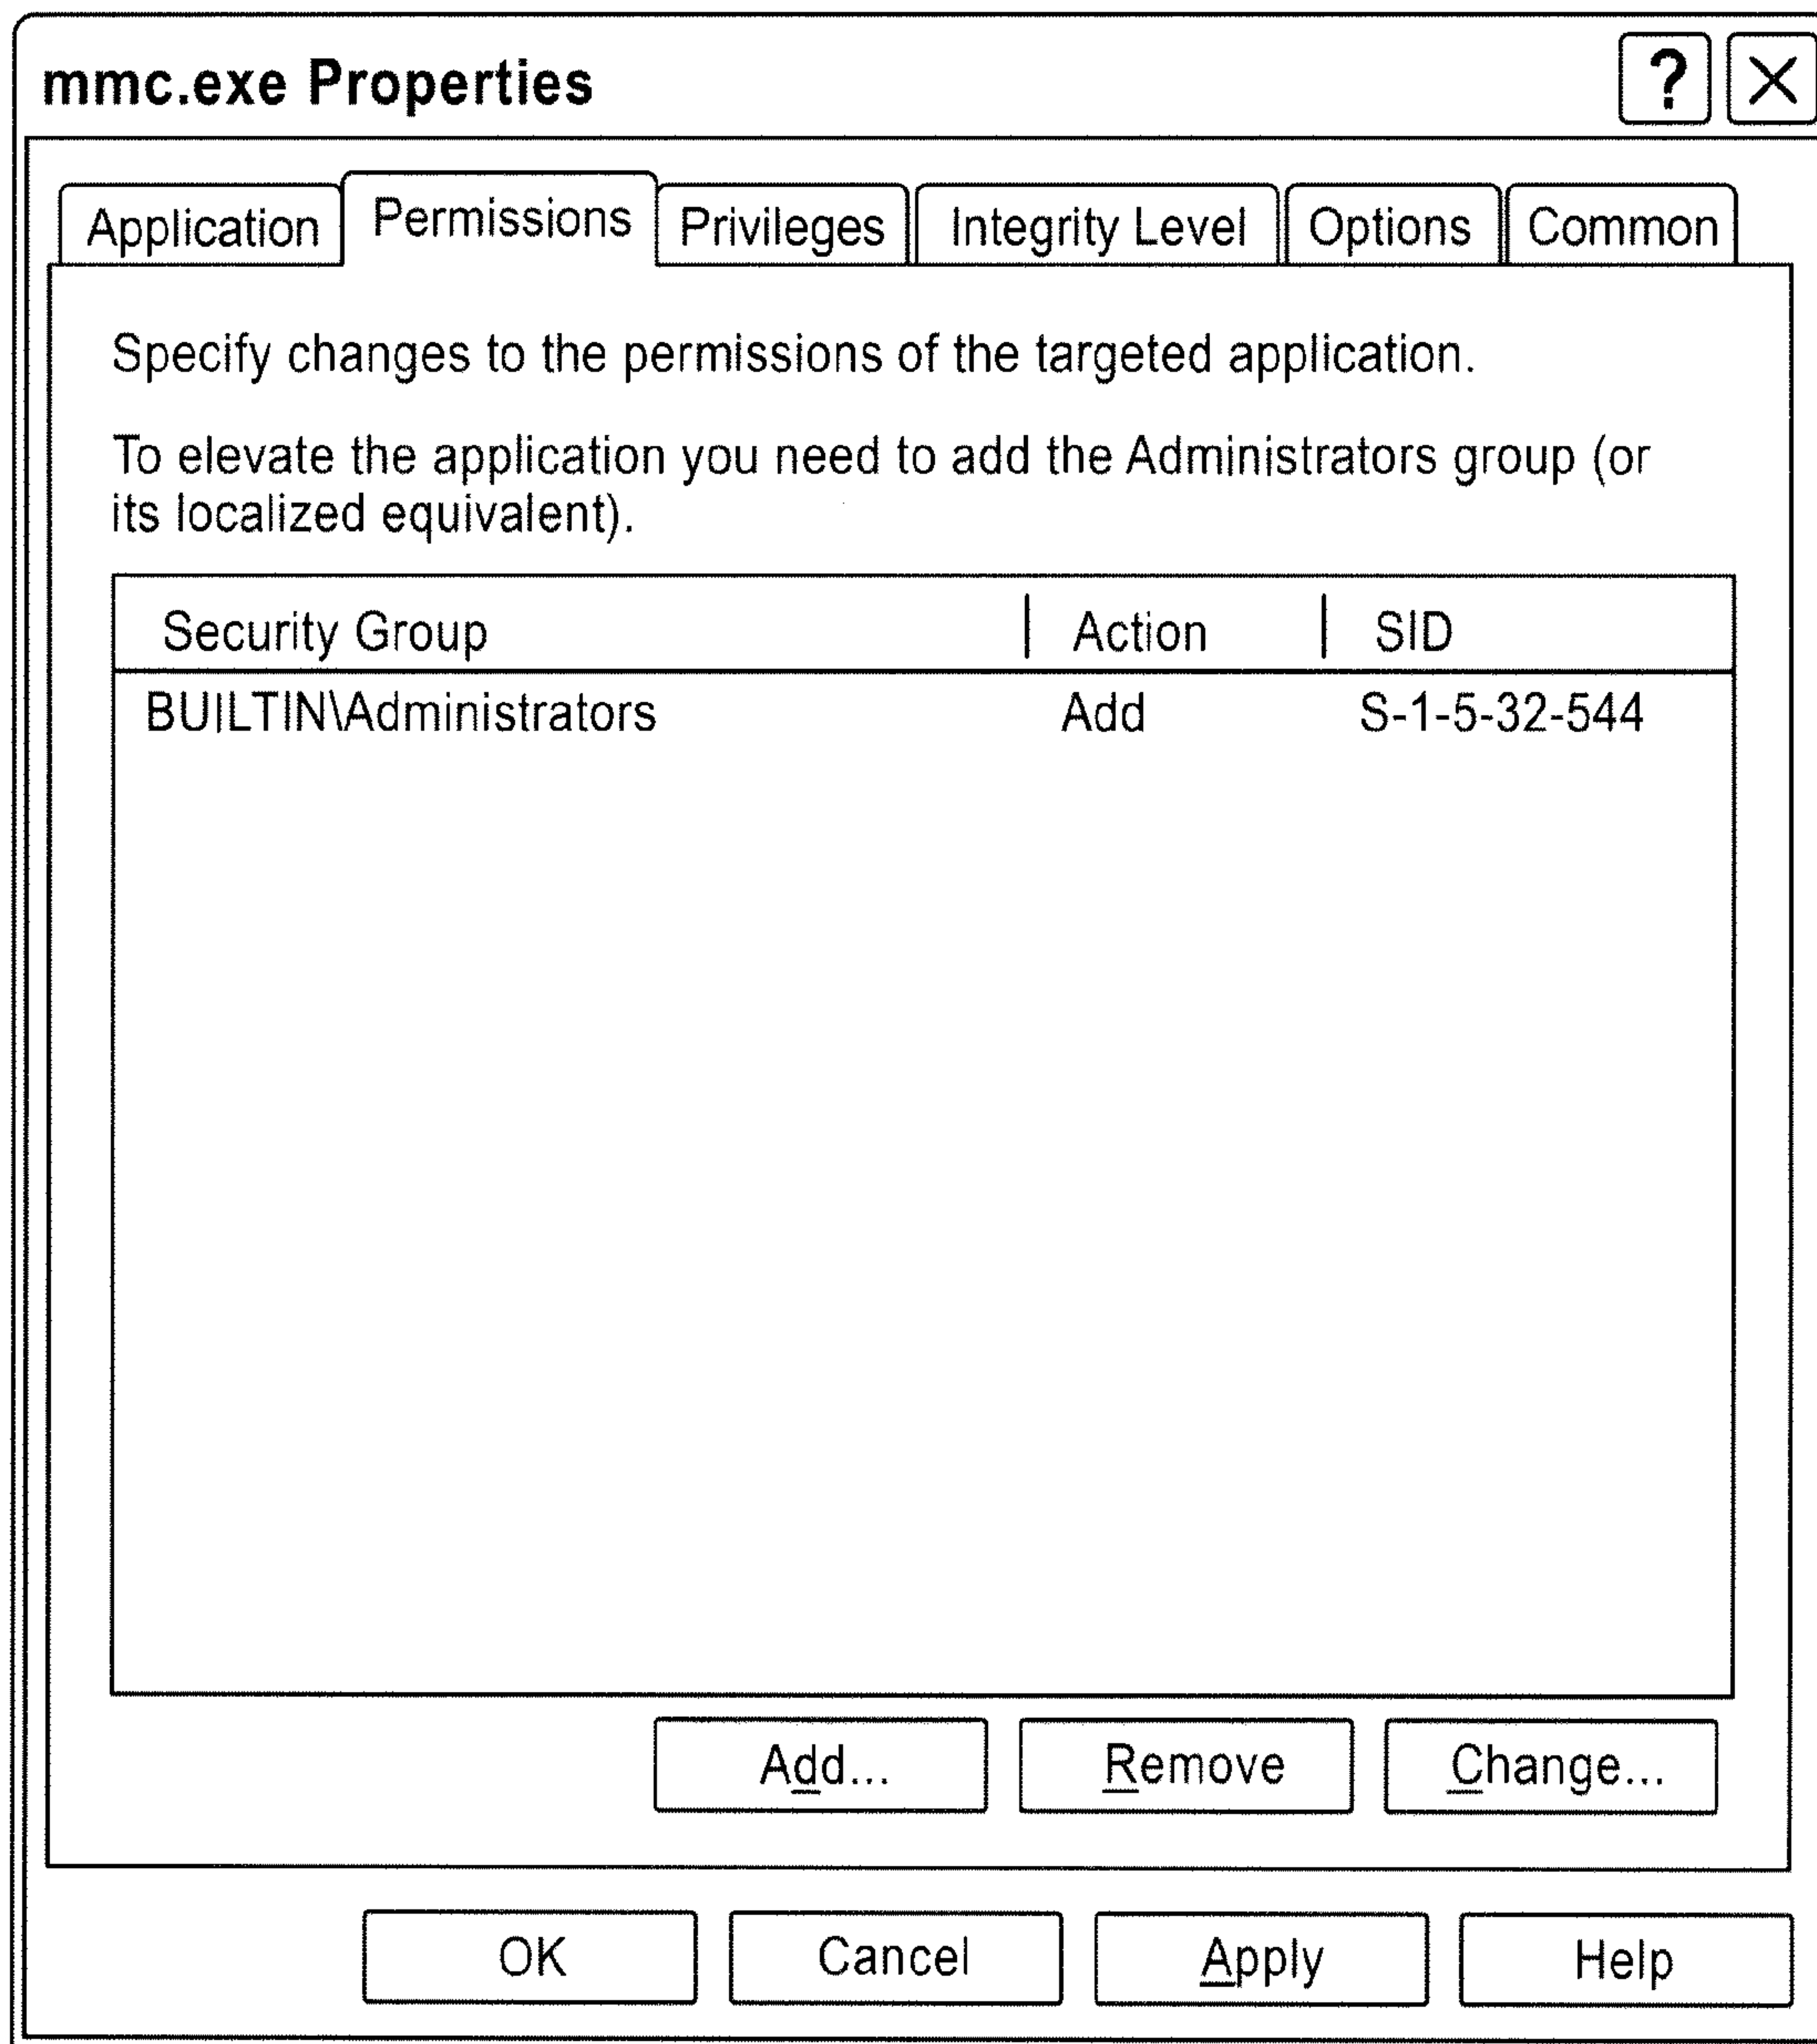 mmc.exe Properties ? X
Application Permissions Privileges Integrity Level Options Common
Specify changes to the permissions of the targeted application.
To elevate the application you need to add the Administrators group (or
its localized equivalent).
Security Group | Action | SID
BUILTIN\Administrators Add S-1-5-32-544
Add... Remove Change...
OK Cancel Apply Help